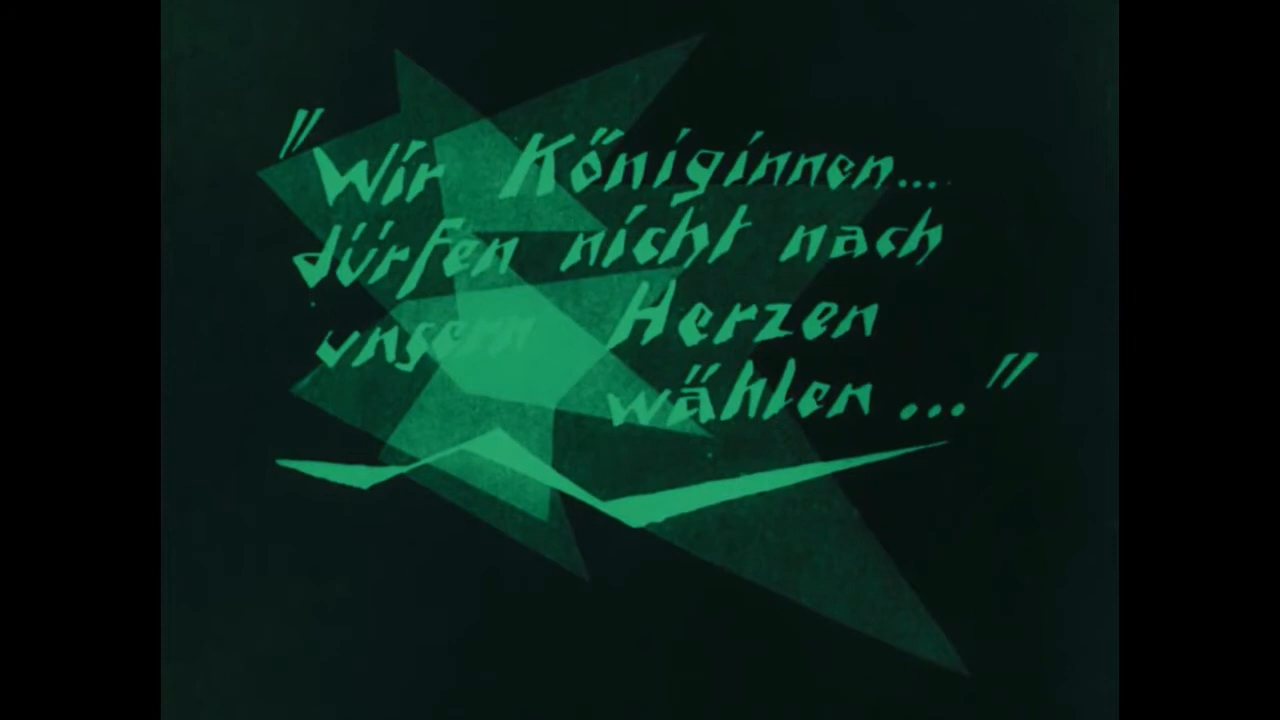 "Wir Königinnen...
dürfen nicht nach
unsern Herzen
wählen..."